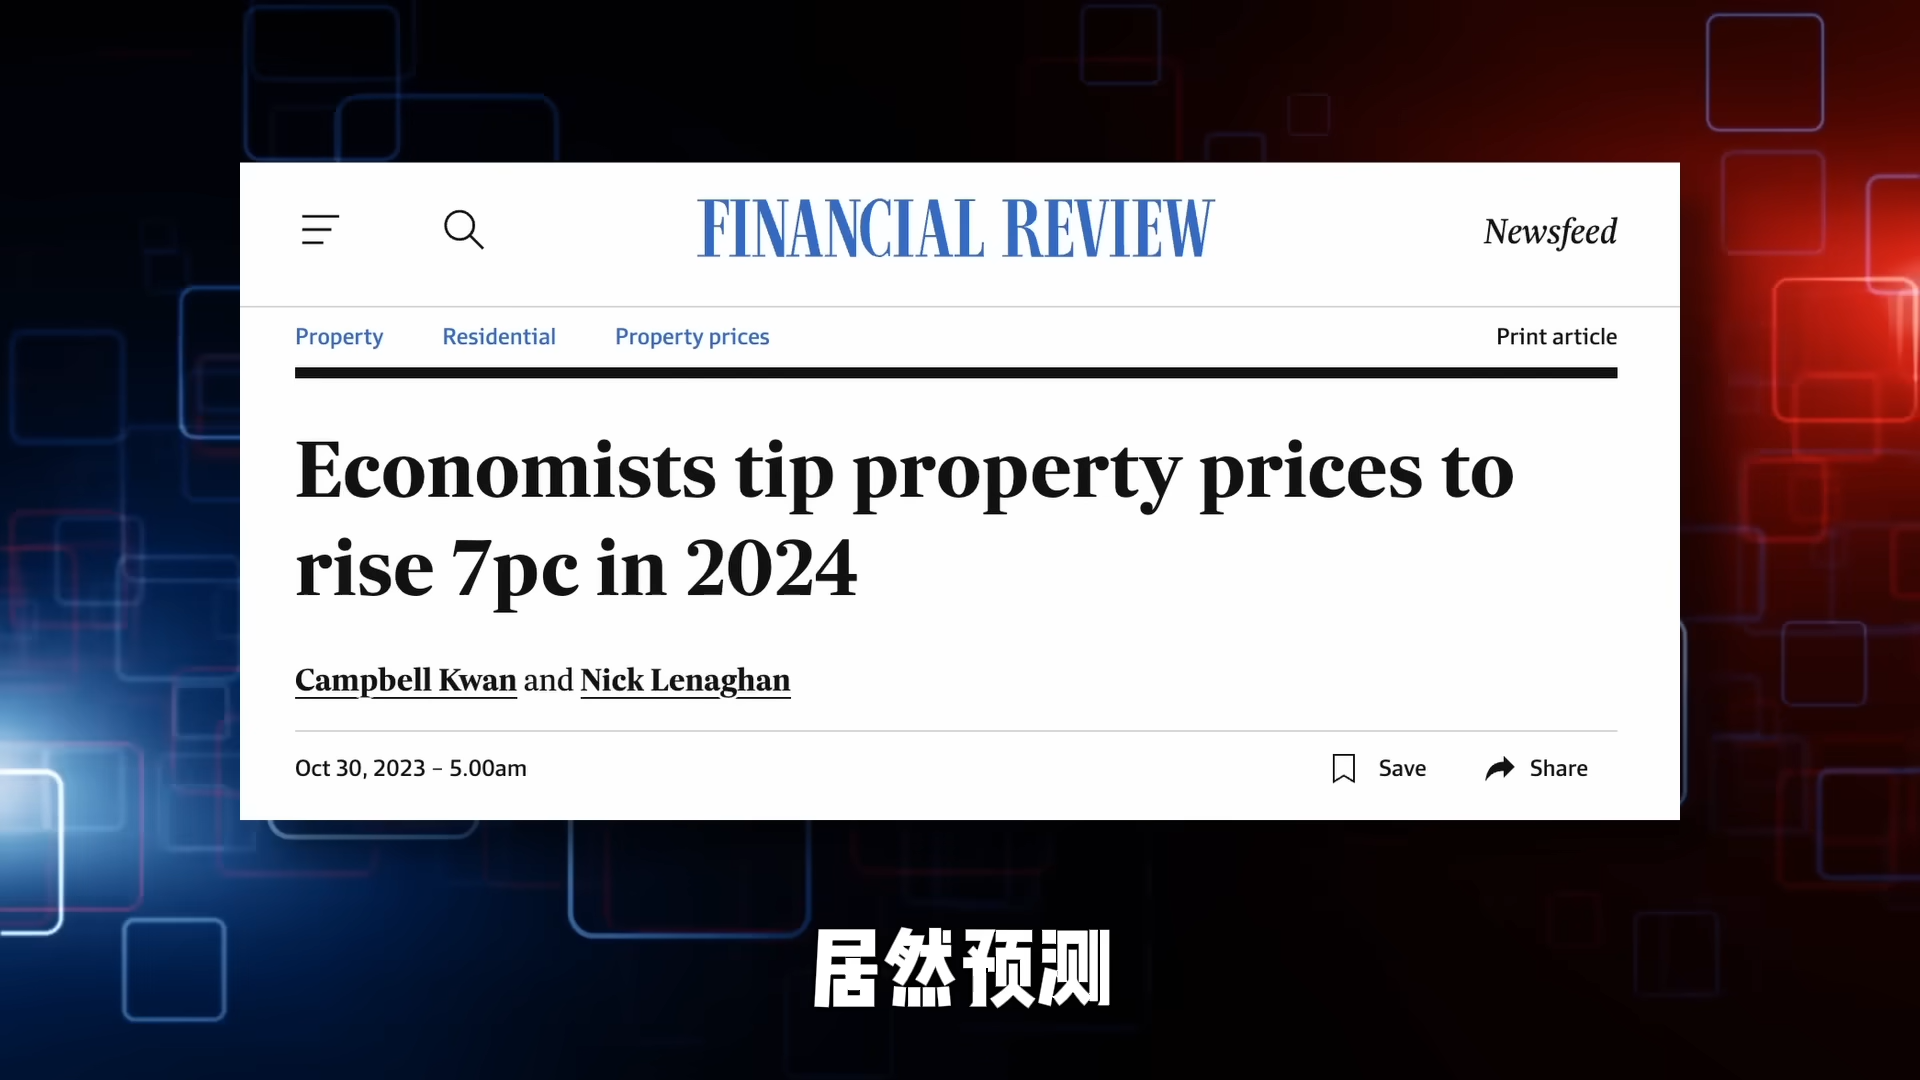 FINANCIAL REVIEW
Newsfeed
Property Residential Property prices Print article
Economists tip property prices to
rise 7pc in 2024
Campbell Kwan and Nick Lenaghan
Oct 30, 2023 – 5.00am Save Share
居然预测